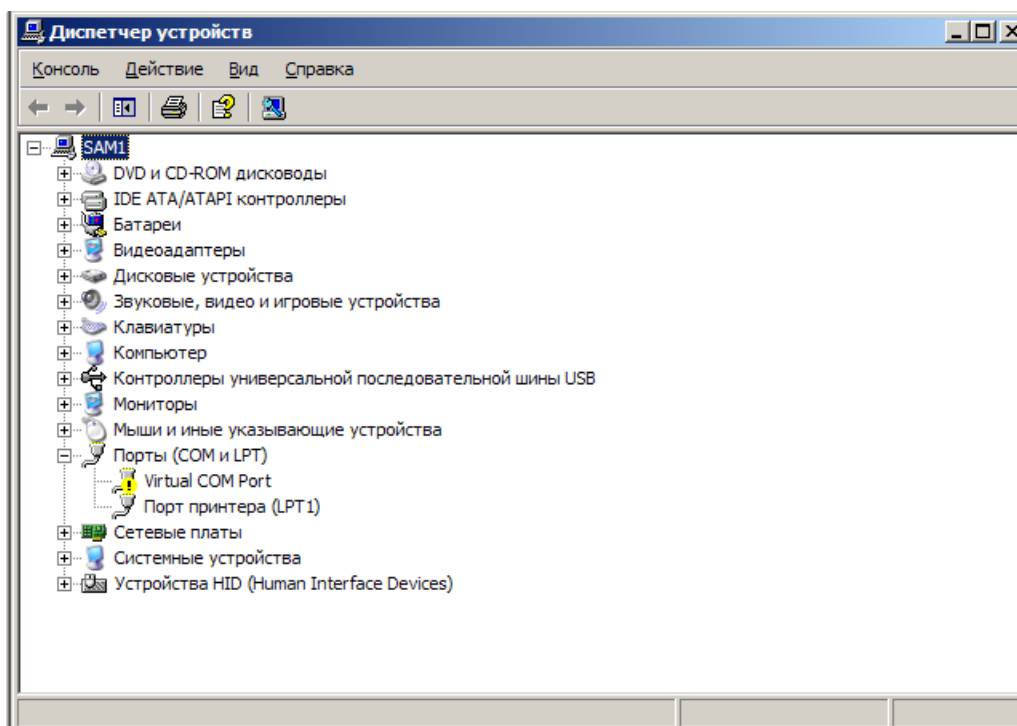 Диспетчер устройств
Консоль Действие Вид Справка
SAM1
DVD и CD-ROM дисководы
IDE ATA/ATAPI контроллеры
Батареи
Видеоадаптеры
Дисковые устройства
Звуковые, видео и игровые устройства
Клавиатуры
Компьютер
Контроллеры универсальной последовательной шины USB
Мониторы
Мыши и иные указывающие устройства
Порты (COM и LPT)
Virtual COM Port
Порт принтера (LPT1)
Сетевые платы
Системные устройства
Устройства HID (Human Interface Devices)